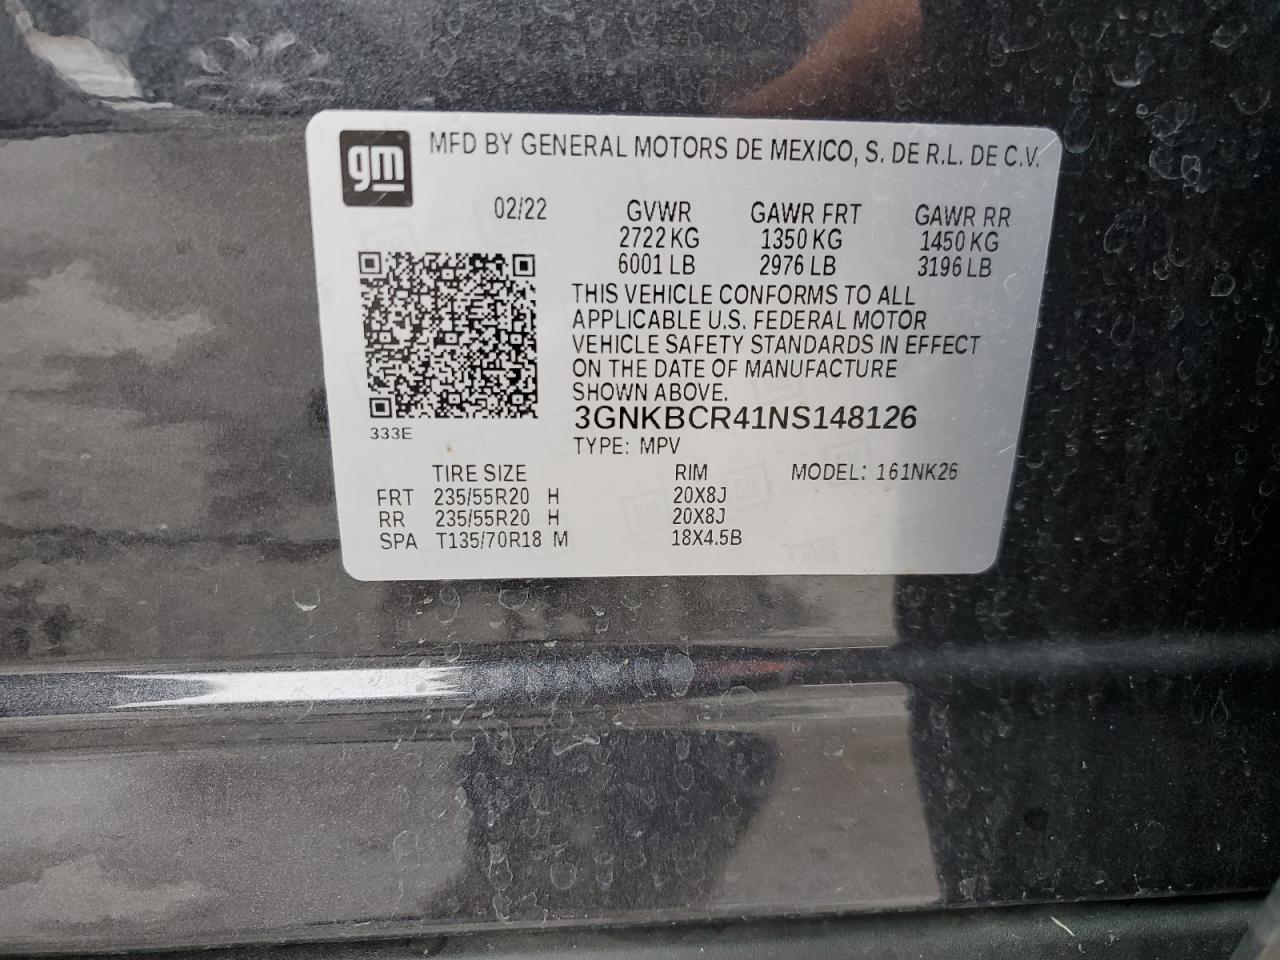 gm
MFD BY GENERAL MOTORS DE MEXICO, S. DE R.L. DE C.V.
02/22 GVWR GAWR FRT GAWR RR
2722 KG 1350 KG 1450 KG
6001 LB 2976 LB 3196 LB
THIS VEHICLE CONFORMS TO ALL
APPLICABLE U.S. FEDERAL MOTOR
VEHICLE SAFETY STANDARDS IN EFFECT
ON THE DATE OF MANUFACTURE
SHOWN ABOVE.
3GNKBCR41NS148126
333E
TYPE: MPV
TIRE SIZE RIM MODEL: 161NK26
FRT 235/55R20 H 20X8J
RR 235/55R20 H 20X8J
SPA T135/70R18 M 18X4.5B